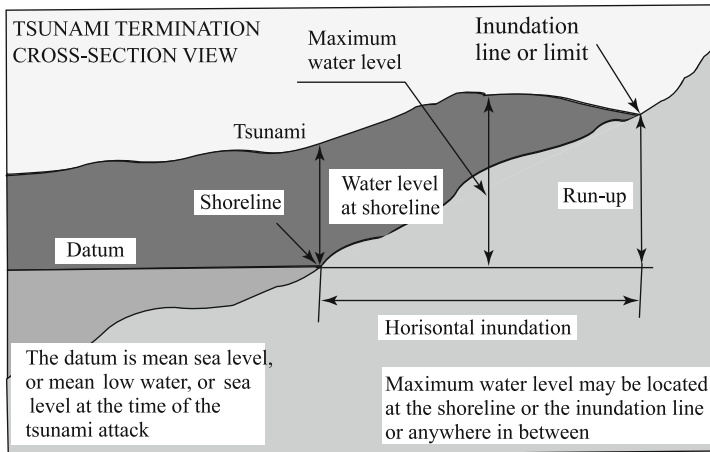 TSUNAMI TERMINATION
CROSS-SECTION VIEW
Maximum
water level
Inundation
line or limit
Tsunami
Shoreline
Water level
at shoreline
Run-up
Datum
Horisontal inundation
The datum is mean sea level,
or mean low water, or sea
level at the time of the
tsunami attack
Maximum water level may be located
at the shoreline or the inundation line
or anywhere in between